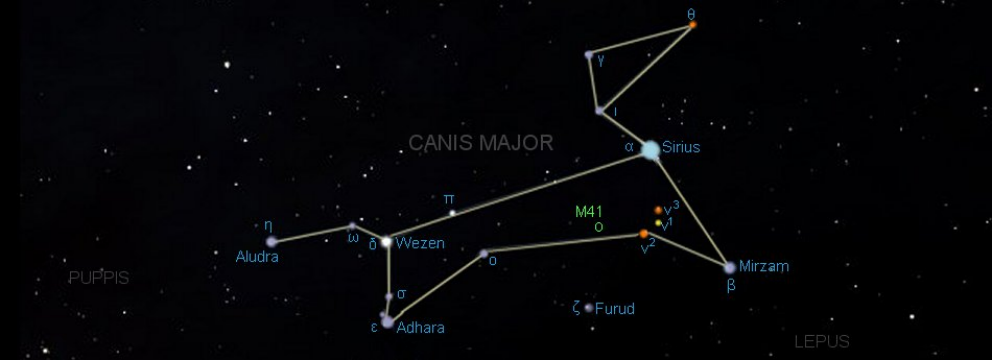 θ
γ
ι
CANIS MAJOR
α Sirius
π
M41
ν3
ν1
η
ω
δ Wezen
ν2
Aludra
ο
Mirzam
PUPPIS
β
σ
ζ Furud
ε Adhara
LEPUS